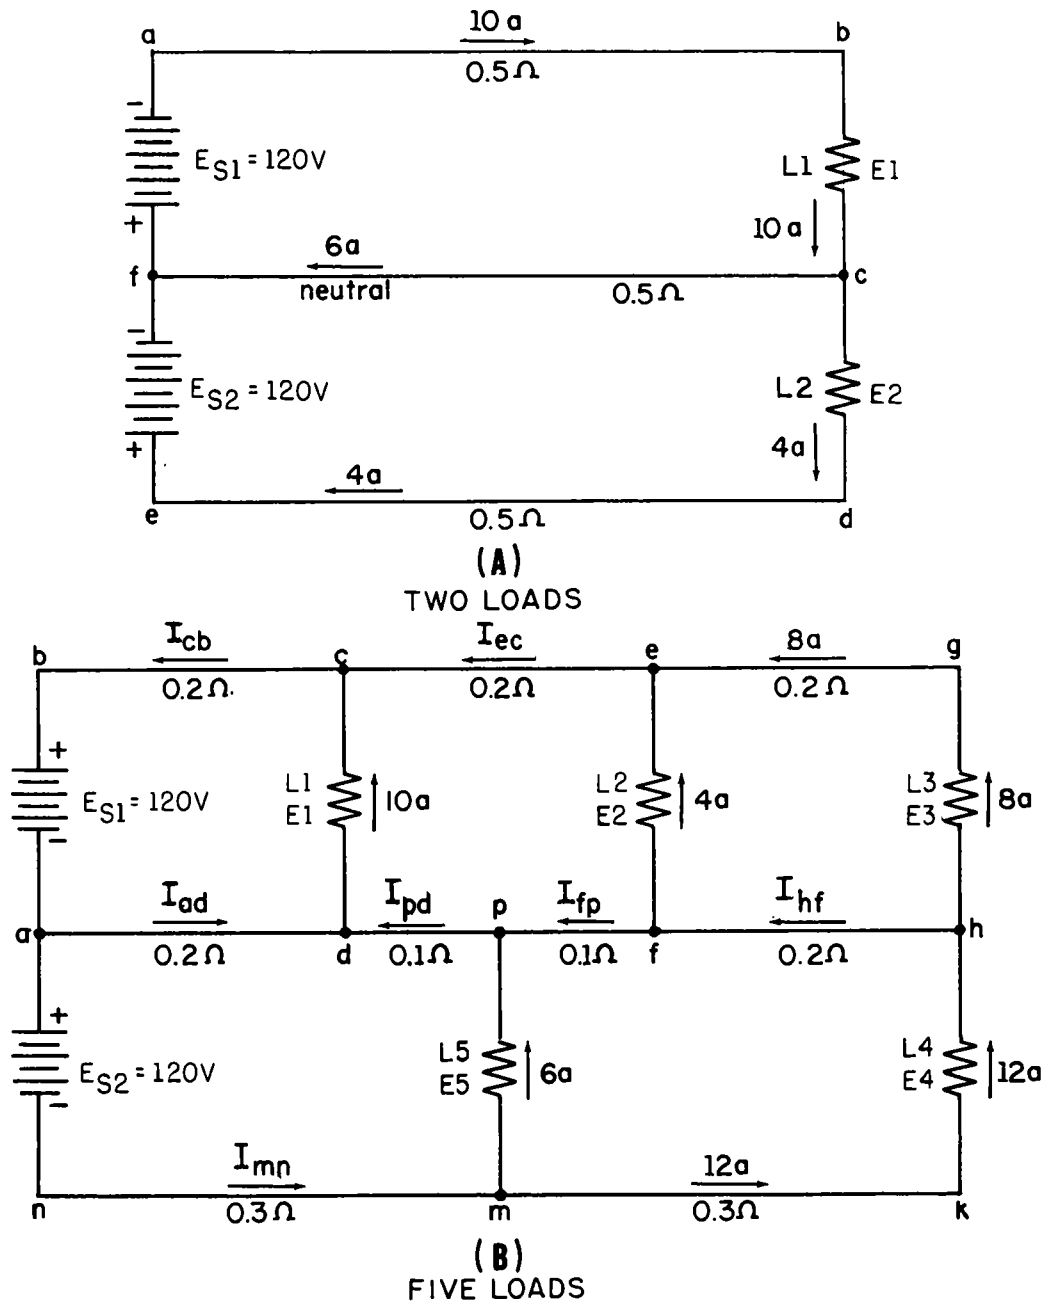 10 a
a b
0.5Ω
-
E_S1 = 120V L1 E1
+ 10 a
6a
f c
neutral 0.5Ω
-
E_S2 = 120V L2 E2
+ 4a
4a
e d
0.5Ω
(A)
TWO LOADS
I_cb I_ec 8a
b c e g
0.2Ω 0.2Ω 0.2Ω
+
E_S1 = 120V L1 E1 10a L2 E2 4a L3 E3 8a
-
I_ad I_pd p I_fp I_hf
a h
0.2Ω d 0.1Ω 0.1Ω f 0.2Ω
+
E_S2 = 120V L5 E5 6a L4 E4 12a
-
I_mn 12a
n 0.3Ω m 0.3Ω k
(B)
FIVE LOADS